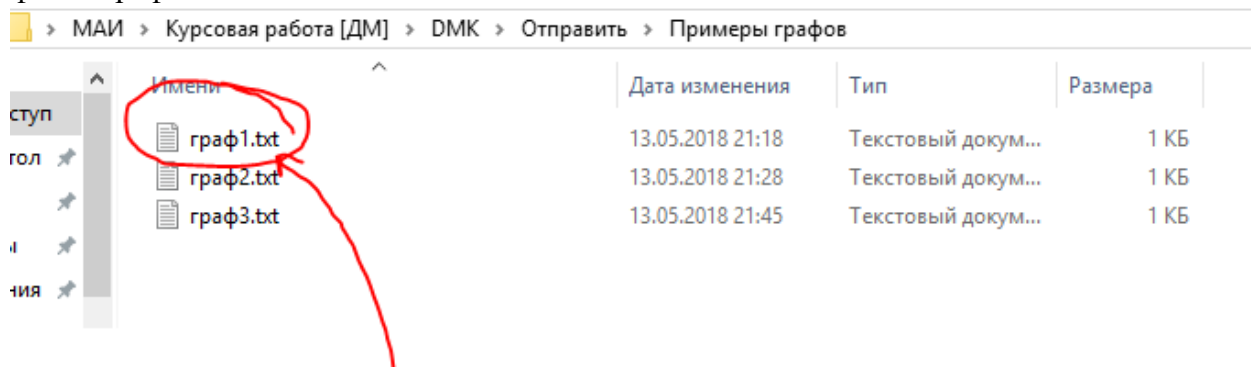 МАИ > Курсовая работа [ДМ] > DMK > Отправить > Примеры графов
Имени Дата изменения Тип Размера
ступ
граф1.txt 13.05.2018 21:18 Текстовый докум... 1 КБ
тол
граф2.txt 13.05.2018 21:28 Текстовый докум... 1 КБ
граф3.txt 13.05.2018 21:45 Текстовый докум... 1 КБ
ы
ния